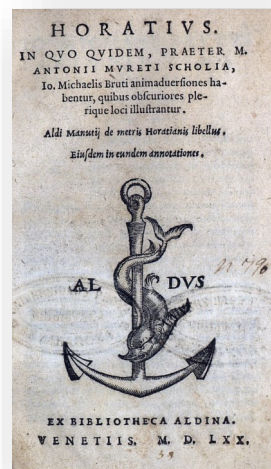 HORATIVS.
IN QVO QVIDEM, PRAETER M.
ANTONII MVRETI SCHOLIA,
Io. Michaelis Bruti animaduersiones ha-
bentur, quibus obscuriores ple-
rique loci illustrantur.
Aldi Manutij de metris Horatianis libellus.
Eiusdem in eundem annotationes.
AL DVS
EX BIBLIOTHECA ALDINA.
VENETIIS. M. D. LXX.